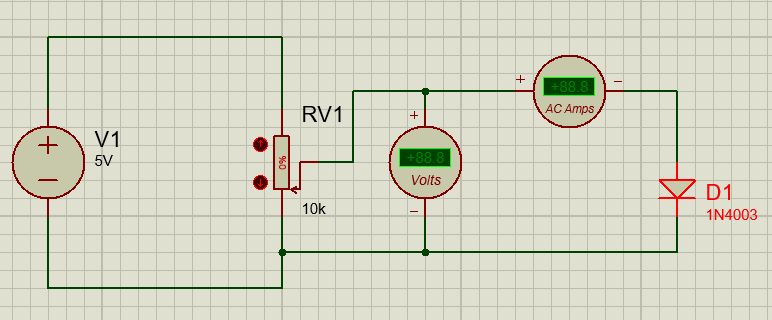 V1
5V
RV1
0%
10k
+
+88.8
Volts
−
+
+88.8
AC Amps
−
D1
1N4003